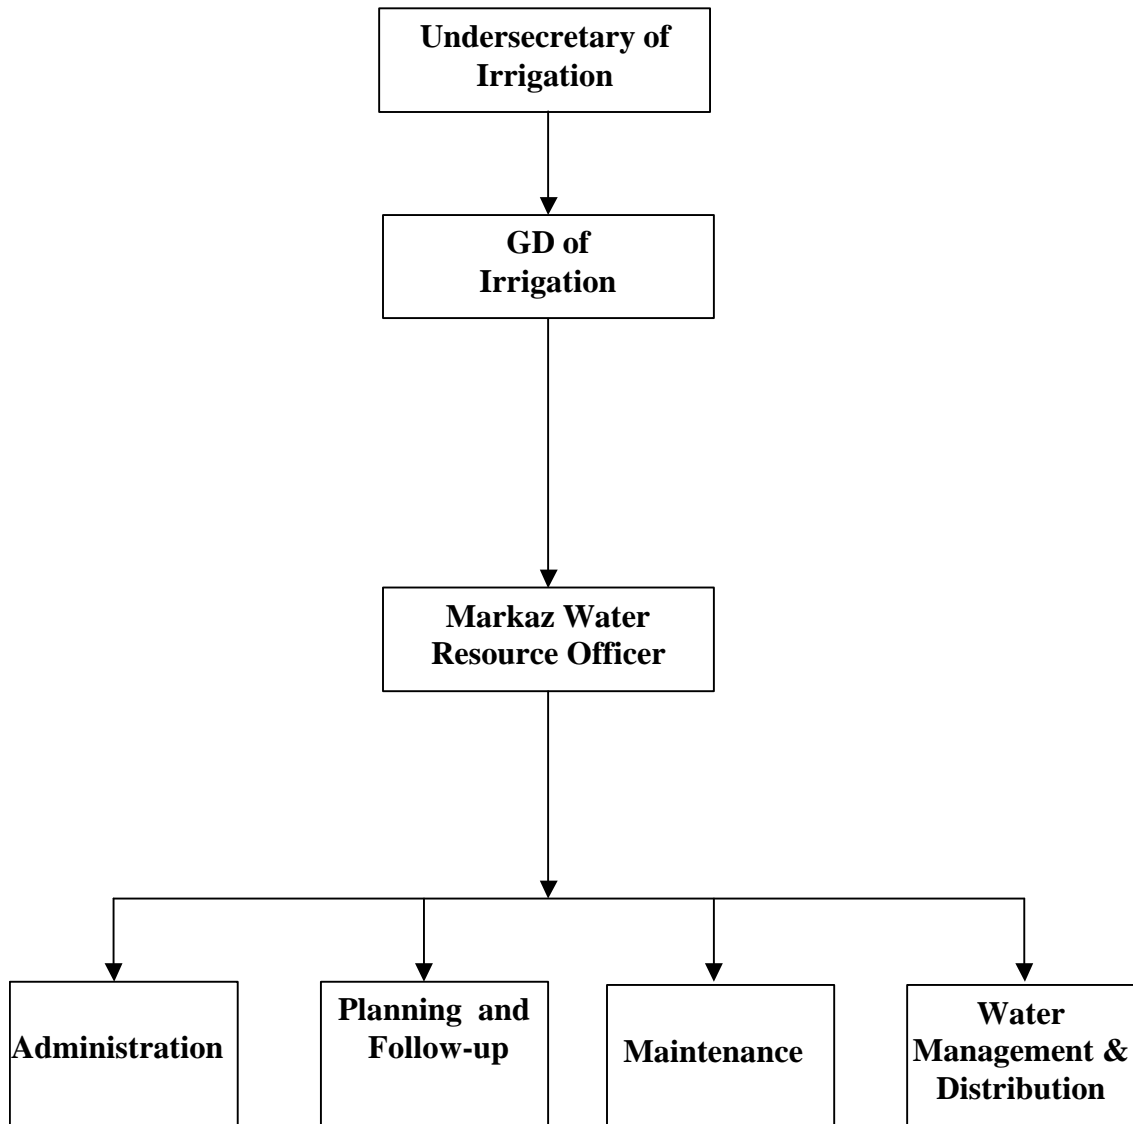 Undersecretary of
Irrigation
GD of
Irrigation
Markaz Water
Resource Officer
Administration
Planning and
Follow-up
Maintenance
Water
Management &
Distribution